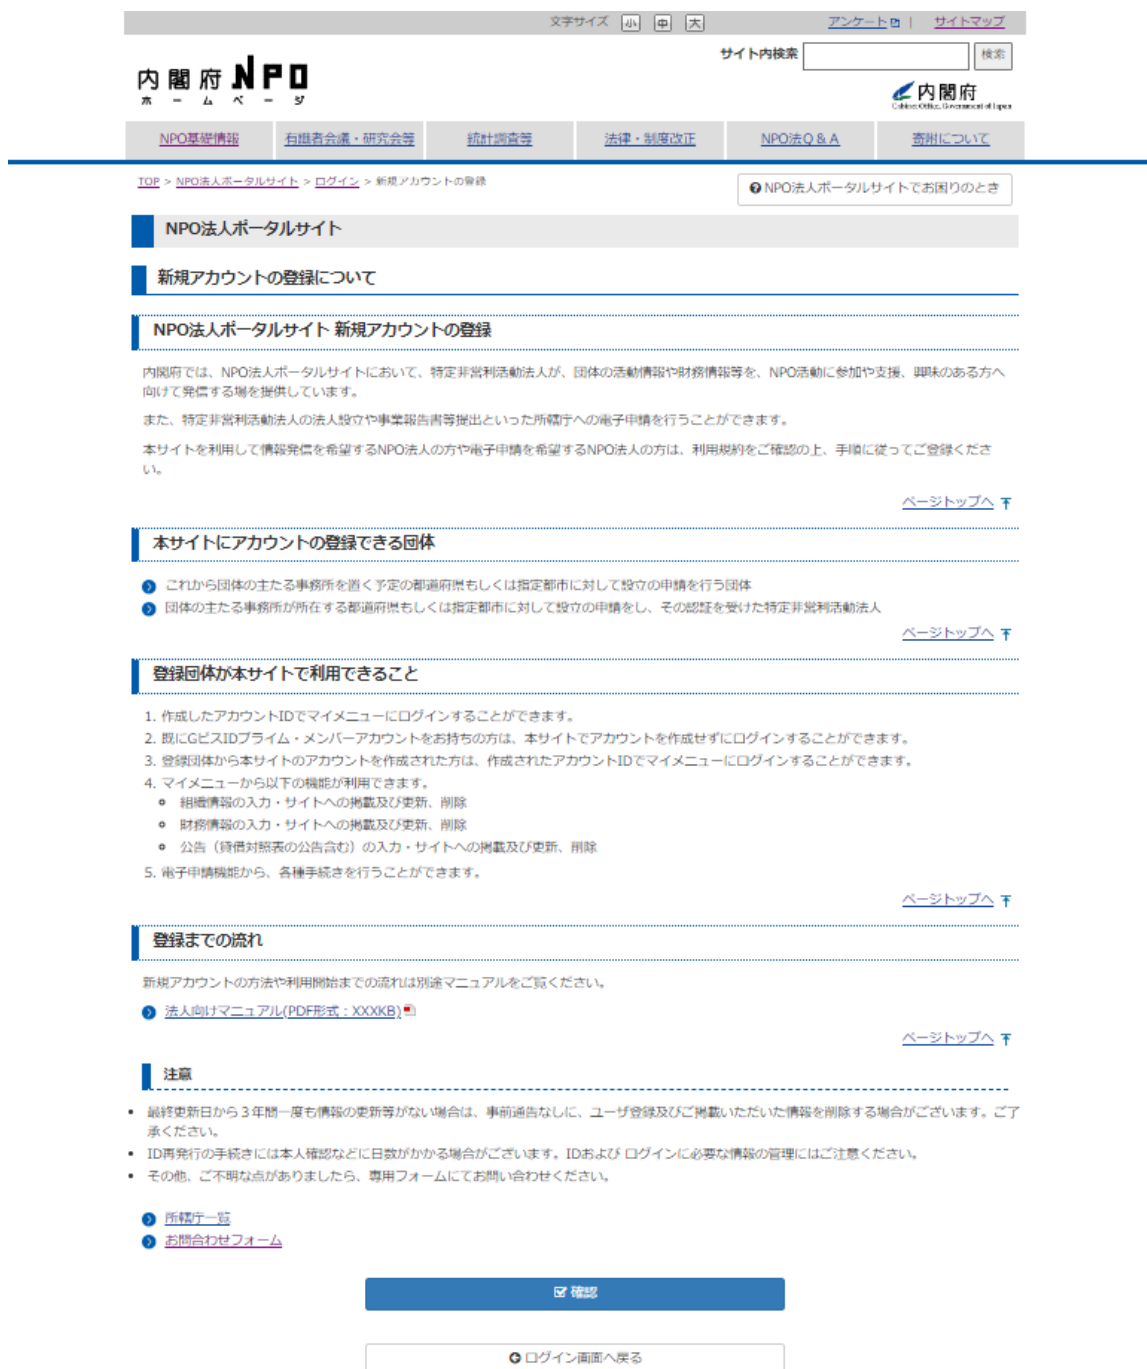 文字サイズ 小 中 大 アンケート | サイトマップ
サイト内検索 検索
内閣府NPO
ホームページ
内閣府
Cabinet Office, Government of Japan
NPO基礎情報 有識者会議・研究会等 統計調査等 法律・制度改正 NPO法Q & A 寄附について
TOP > NPO法人ポータルサイト > ログイン > 新規アカウントの登録
NPO法人ポータルサイトでお困りのとき
NPO法人ポータルサイト
新規アカウントの登録について
NPO法人ポータルサイト 新規アカウントの登録
内閣府では、NPO法人ポータルサイトにおいて、特定非営利活動法人が、団体の活動情報や財務情報等を、NPO活動に参加や支援、興味のある方へ
向けて発信する場を提供しています。
また、特定非営利活動法人の法人設立や事業報告書等提出といった所轄庁への電子申請を行うことができます。
本サイトを利用して情報発信を希望するNPO法人の方や電子申請を希望するNPO法人の方は、利用規約をご確認の上、手順に従ってご登録くださ
い。
ページトップへ
本サイトにアカウントの登録できる団体
これから団体の主たる事務所を置く予定の都道府県もしくは指定都市に対して設立の申請を行う団体
団体の主たる事務所が所在する都道府県もしくは指定都市に対して設立の申請をし、その認証を受けた特定非営利活動法人
ページトップへ
登録団体が本サイトで利用できること
1. 作成したアカウントIDでマイメニューにログインすることができます。
2. 既にGビズIDプライム・メンバーアカウントをお持ちの方は、本サイトでアカウントを作成せずにログインすることができます。
3. 登録団体から本サイトのアカウントを作成された方は、作成されたアカウントIDでマイメニューにログインすることができます。
4. マイメニューから以下の機能が利用できます。
組織情報の入力・サイトへの掲載及び更新、削除
財務情報の入力・サイトへの掲載及び更新、削除
公告（貸借対照表の公告含む）の入力・サイトへの掲載及び更新、削除
5. 電子申請機能から、各種手続きを行うことができます。
ページトップへ
登録までの流れ
新規アカウントの方法や利用開始までの流れは別途マニュアルをご覧ください。
法人向けマニュアル(PDF形式：XXXKB)
ページトップへ
注意
最終更新日から３年間一度も情報の更新等がない場合は、事前通告なしに、ユーザ登録及びご掲載いただいた情報を削除する場合がございます。ご了
承ください。
ID再発行の手続きには本人確認などに日数がかかる場合がございます。IDおよび ログインに必要な情報の管理にはご注意ください。
その他、ご不明な点がありましたら、専用フォームにてお問い合わせください。
所轄庁一覧
お問合わせフォーム
確認
ログイン画面へ戻る